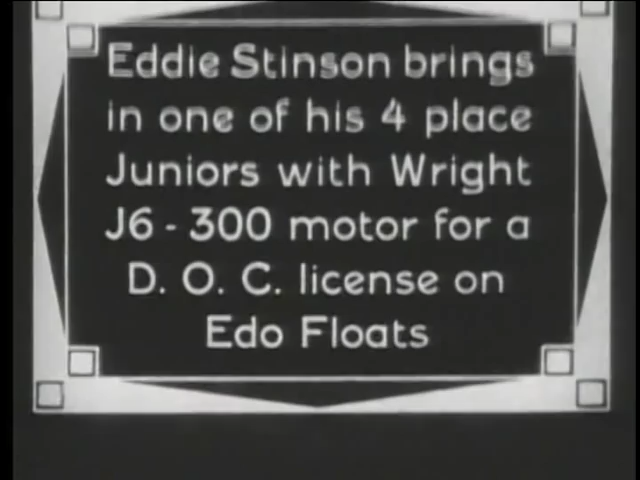 Eddie Stinson brings
in one of his 4 place
Juniors with Wright
J6 - 300 motor for a
D. O. C. license on
Edo Floats